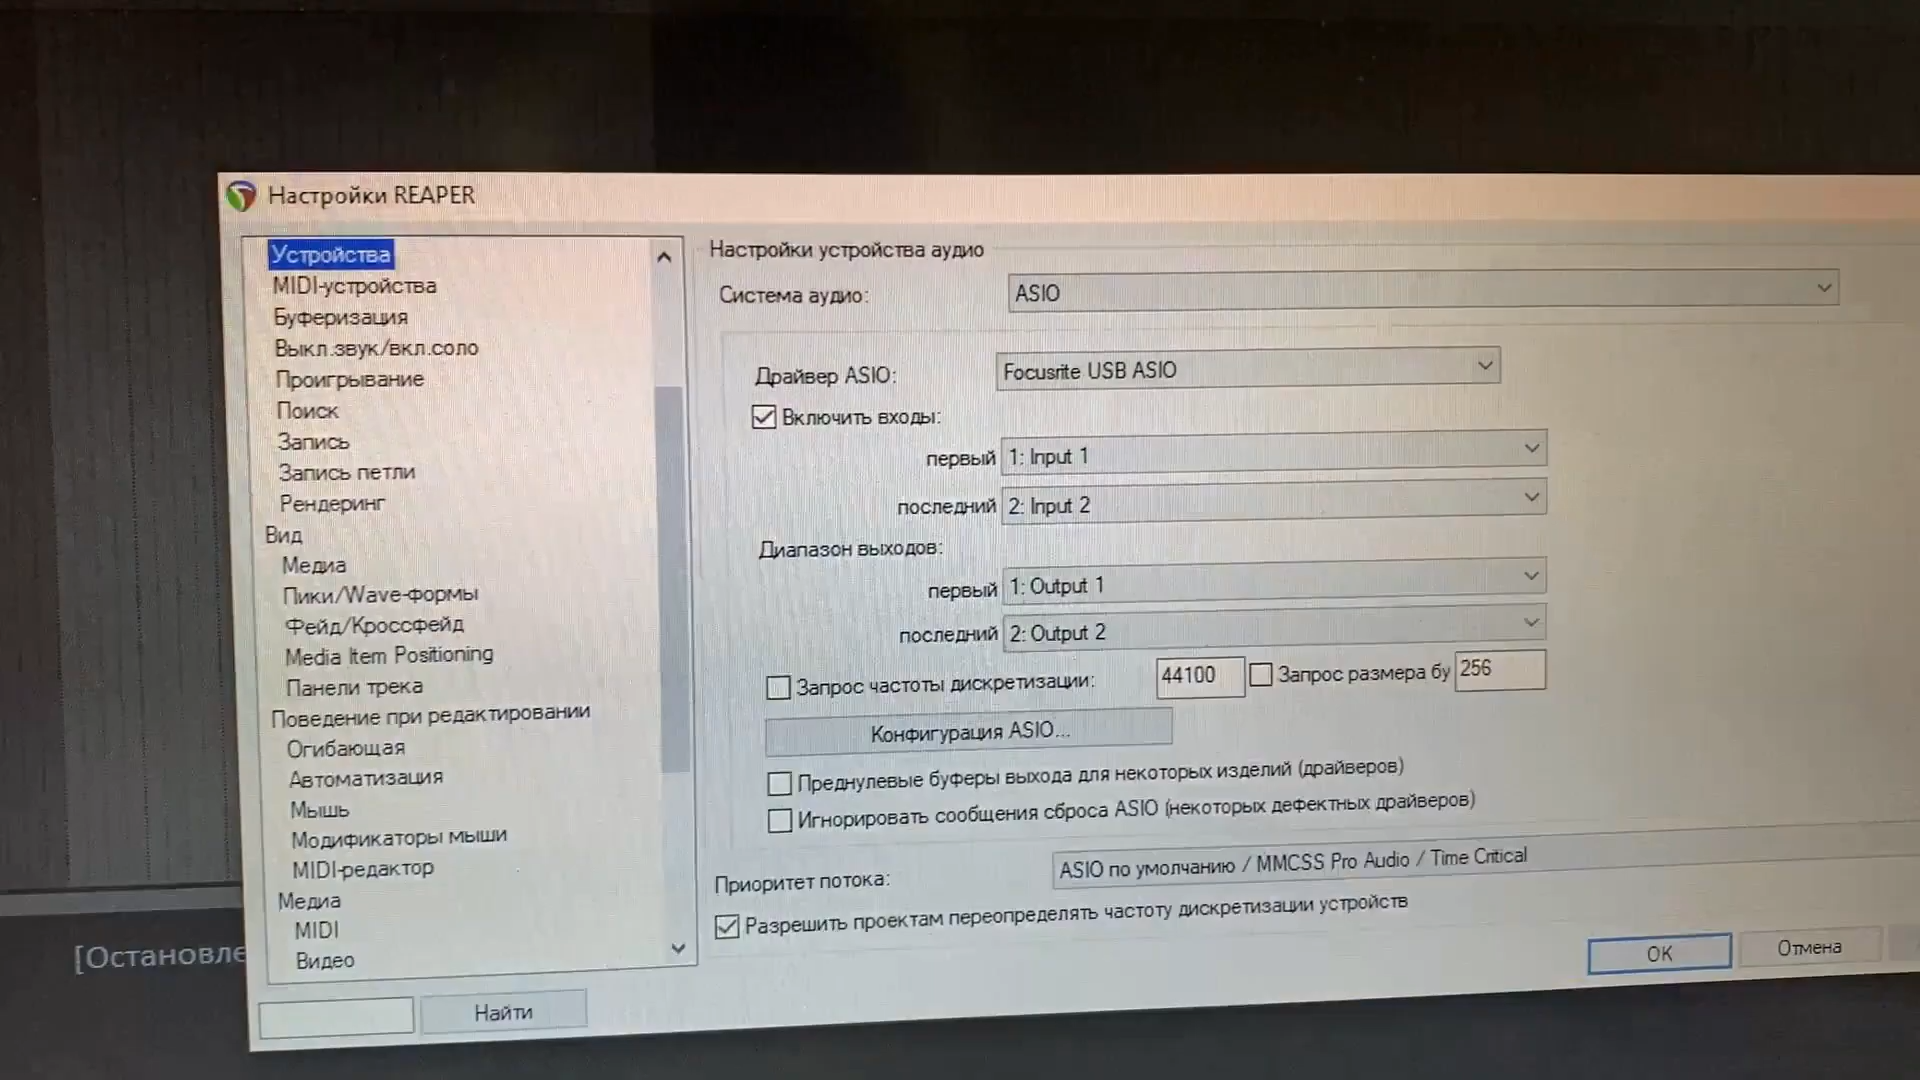 Настройки REAPER
Устройства
MIDI-устройства
Буферизация
Выкл.звук/вкл.соло
Проигрывание
Поиск
Запись
Запись петли
Рендеринг
Вид
Медиа
Пики/Wave-формы
Фейд/Кроссфейд
Media Item Positioning
Панели трека
Поведение при редактировании
Огибающая
Автоматизация
Мышь
Модификаторы мыши
MIDI-редактор
Медиа
MIDI
Видео
Найти
Настройки устройства аудио
Система аудио: ASIO
Драйвер ASIO: Focusrite USB ASIO
Включить входы:
первый 1: Input 1
последний 2: Input 2
Диапазон выходов:
первый 1: Output 1
последний 2: Output 2
Запрос частоты дискретизации: 44100 Запрос размера бу 256
Конфигурация ASIO...
Преднулевые буферы выхода для некоторых изделий (драйверов)
Игнорировать сообщения сброса ASIO (некоторых дефектных драйверов)
Приоритет потока: ASIO по умолчанию / MMCSS Pro Audio / Time Critical
Разрешить проектам переопределять частоту дискретизации устройств
OK Отмена
[Остановле